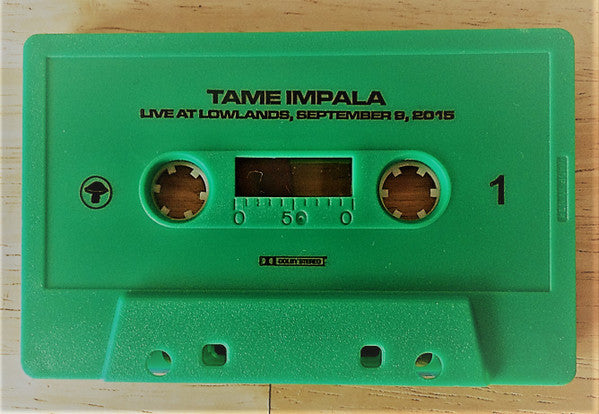 TAME IMPALA
LIVE AT LOWLANDS, SEPTEMBER 9, 2015
1
0 50 0
DOLBY STEREO